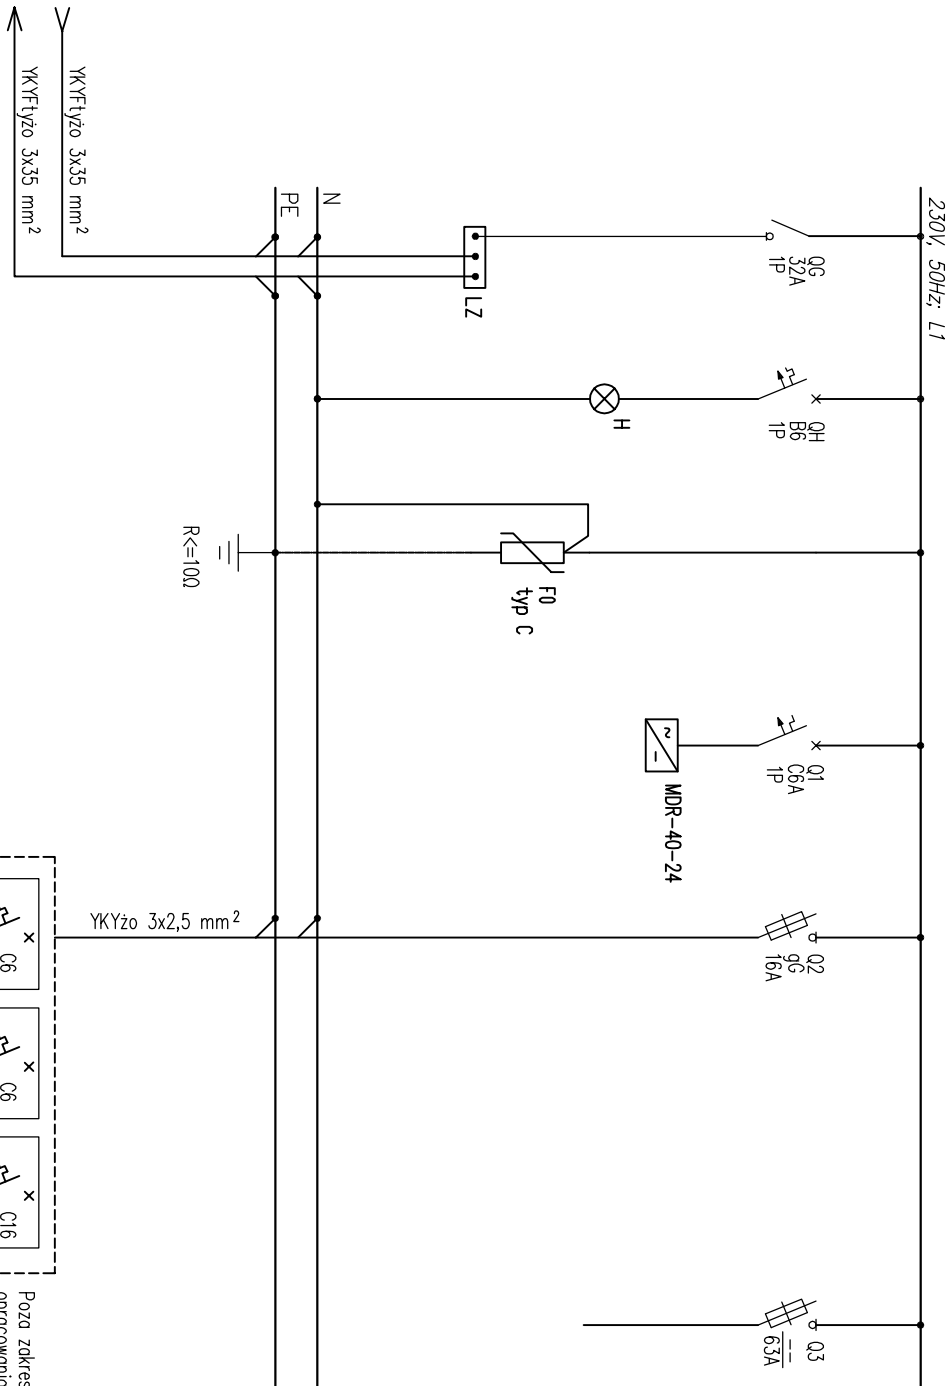 230V, 50Hz; L1
QG
32A
1P
QH
B6
1P
Q1
C6A
1P
Q2
gG
16A
Q3
--
63A
H
F0
typ C
MDR-40-24
LZ
N
PE
R<=10Ω
YKYFtyżo 3x35 mm²
YKYFtyżo 3x35 mm²
YKYżo 3x2,5 mm²
C6
C6
C16
Poza zakres